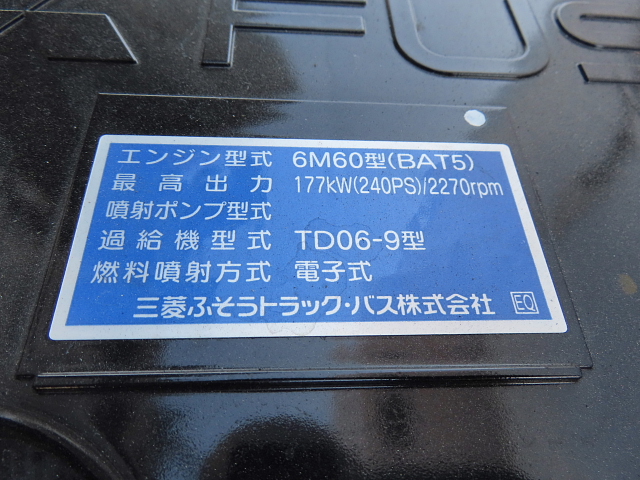 FUS
エンジン型式 6M60型(BAT5)
最高出力 177kW(240PS)/2270rpm
噴射ポンプ型式
過給機型式 TD06-9型
燃料噴射方式 電子式
三菱ふそうトラック・バス株式会社 EQ